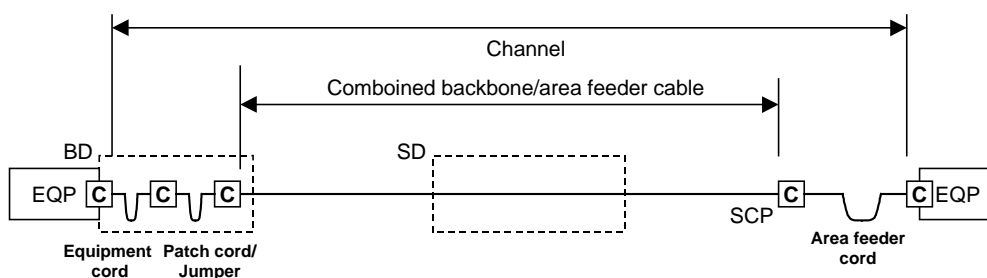 Channel
Comboined backbone/area feeder cable
BD
SD
EQP
C
C
C
C
C
EQP
SCP
Equipment
cord
Patch cord/
Jumper
Area feeder
cord